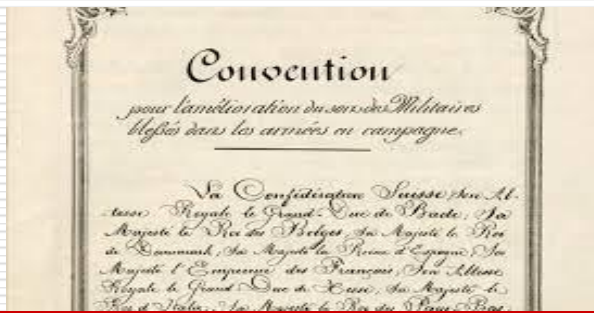 Convention
pour l'amélioration du sort des Militaires
blessés dans les armées en campagne.
La Confédération Suisse; Son Al-
tesse Royale le Grand-Duc de Bade; Sa
Majesté le Roi des Belges; Sa Majesté le Roi
de Danemark; Sa Majesté la Reine d'Espagne; Sa
Majesté l'Empereur des Français; Son Altesse
Royale le Grand-Duc de Hesse; Sa Majesté le
Roi d'Italie; Sa Majesté le Roi des Pays-Bas;